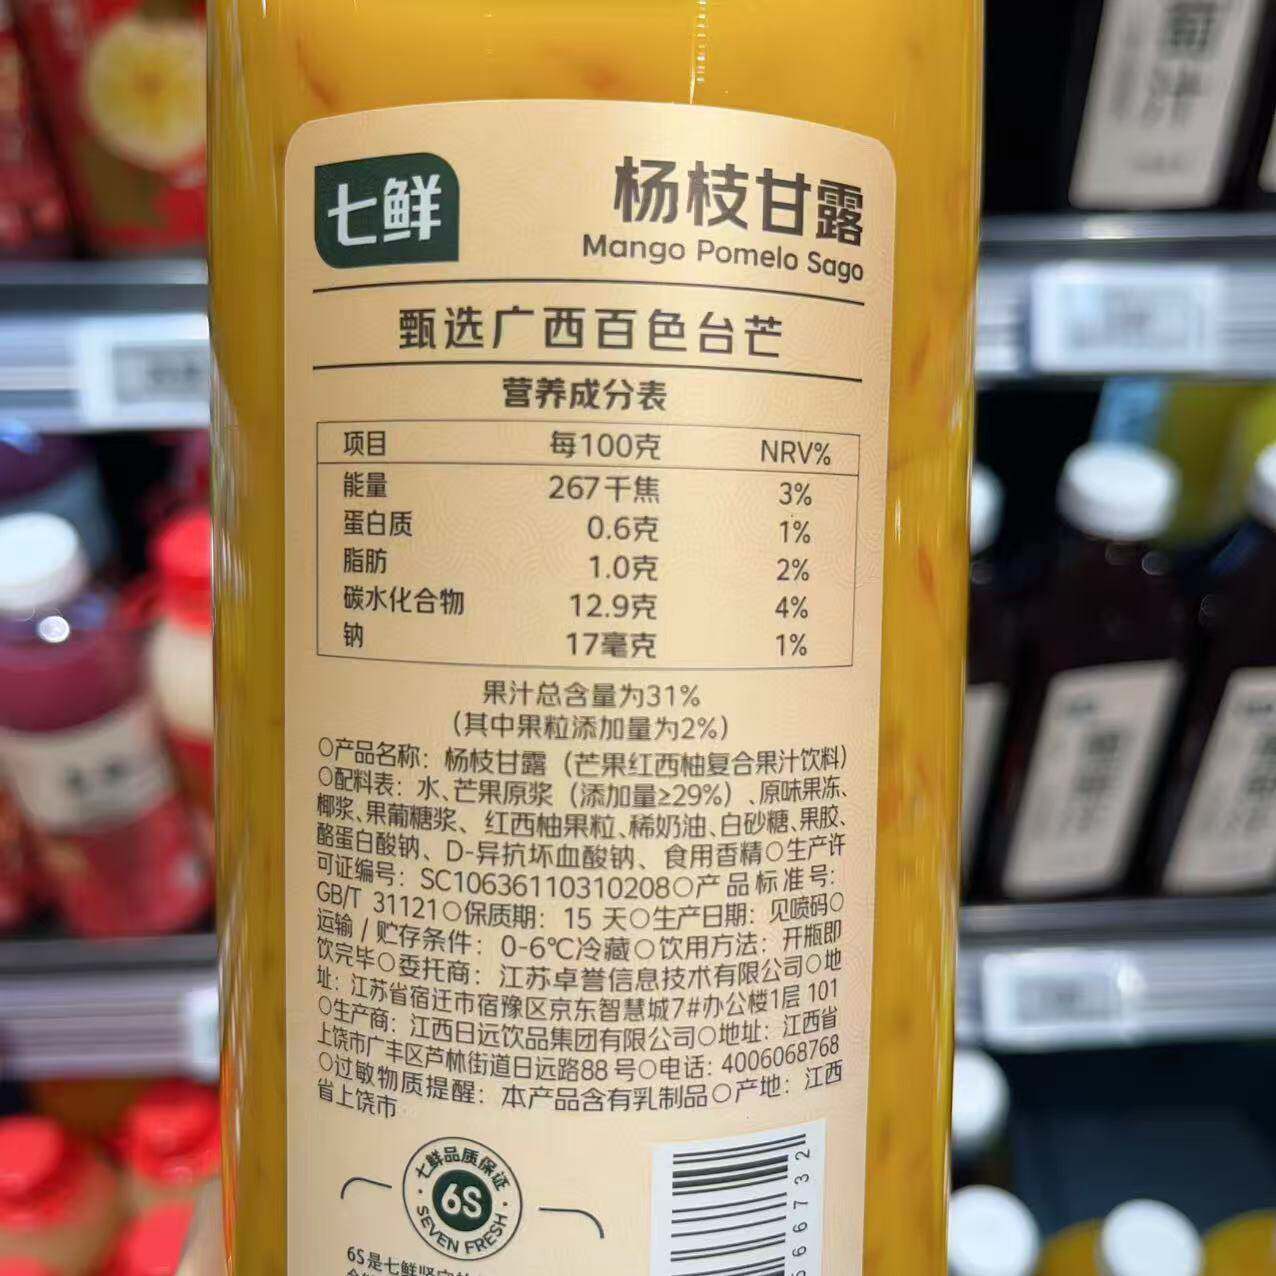 七鲜
杨枝甘露
Mango Pomelo Sago
甄选广西百色台芒
营养成分表
项目 每100克 NRV%
能量 267千焦 3%
蛋白质 0.6克 1%
脂肪 1.0克 2%
碳水化合物 12.9克 4%
钠 17毫克 1%
果汁总含量为31%
(其中果粒添加量为2%)
○产品名称：杨枝甘露（芒果红西柚复合果汁饮料）
○配料表：水、芒果原浆（添加量≥29%）、原味果冻、
椰浆、果葡糖浆、红西柚果粒、稀奶油、白砂糖、果胶、
酪蛋白酸钠、D-异抗坏血酸钠、食用香精○生产许
可证编号：SC10636110310208○产品标准号：
GB/T 31121○保质期：15 天○生产日期：见喷码○
运输/贮存条件：0-6℃冷藏○饮用方法：开瓶即
饮完毕○委托商：江苏卓誉信息技术有限公司○地
址：江苏省宿迁市宿豫区京东智慧城7#办公楼1层 101
○生产商：江西日远饮品集团有限公司○地址：江西省
上饶市广丰区芦林街道日远路88号○电话：4006068768
○过敏物质提醒：本产品含有乳制品○产地：江西
省上饶市
七鲜品质保证
6S
SEVEN FRESH
6S是七鲜
56673 2
葡
汁